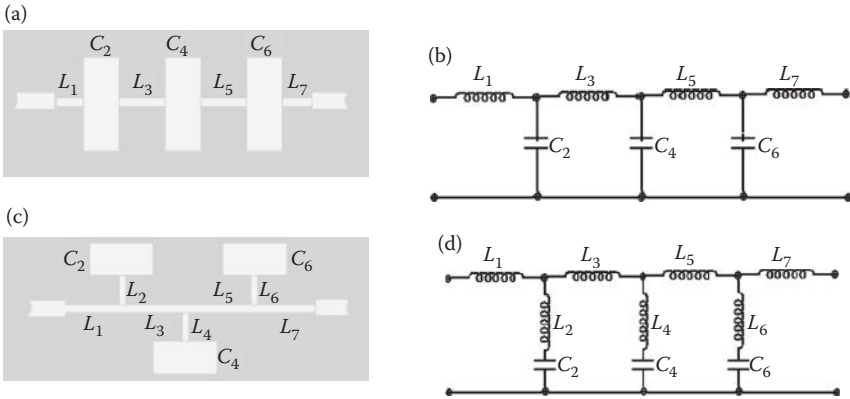 (a)
C₂ C₄ C₆
L₁ L₃ L₅ L₇
(b)
L₁ L₃ L₅ L₇
C₂ C₄ C₆
(c)
C₂ C₆
L₂ L₅ L₆
L₁ L₃ L₄ L₇
C₄
(d)
L₁ L₃ L₅ L₇
L₂ L₄ L₆
C₂ C₄ C₆